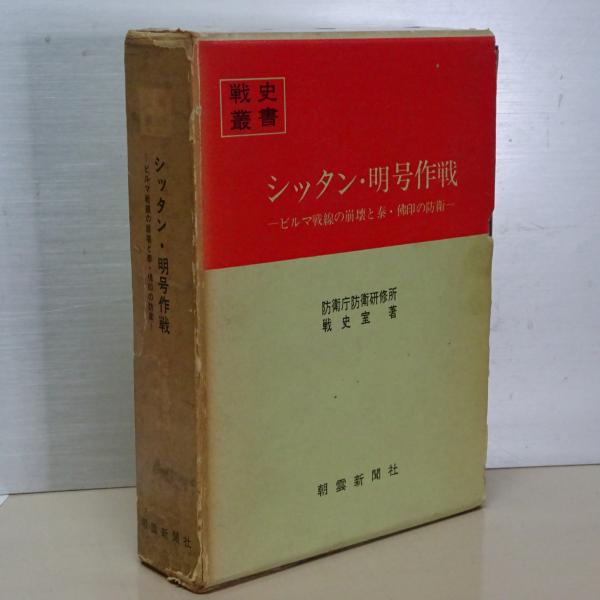 シッタン・明号作戦
―ビルマ戦線の崩壊と泰・佛印の防衛―
朝雲新聞社
戦史
叢書
シッタン・明号作戦
―ビルマ戦線の崩壊と泰・佛印の防衛―
防衛庁防衛研修所
戦史室 著
朝雲新聞社